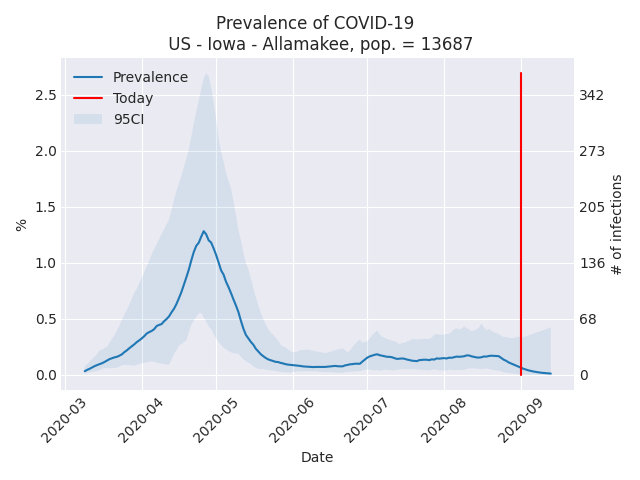 Prevalence of COVID-19
US - Iowa - Allamakee, pop. = 13687
Prevalence
Today
95CI
%
2.5
2.0
1.5
1.0
0.5
0.0
342
273
205
136
68
0
# of infections
2020-03
2020-04
2020-05
2020-06
2020-07
2020-08
2020-09
Date